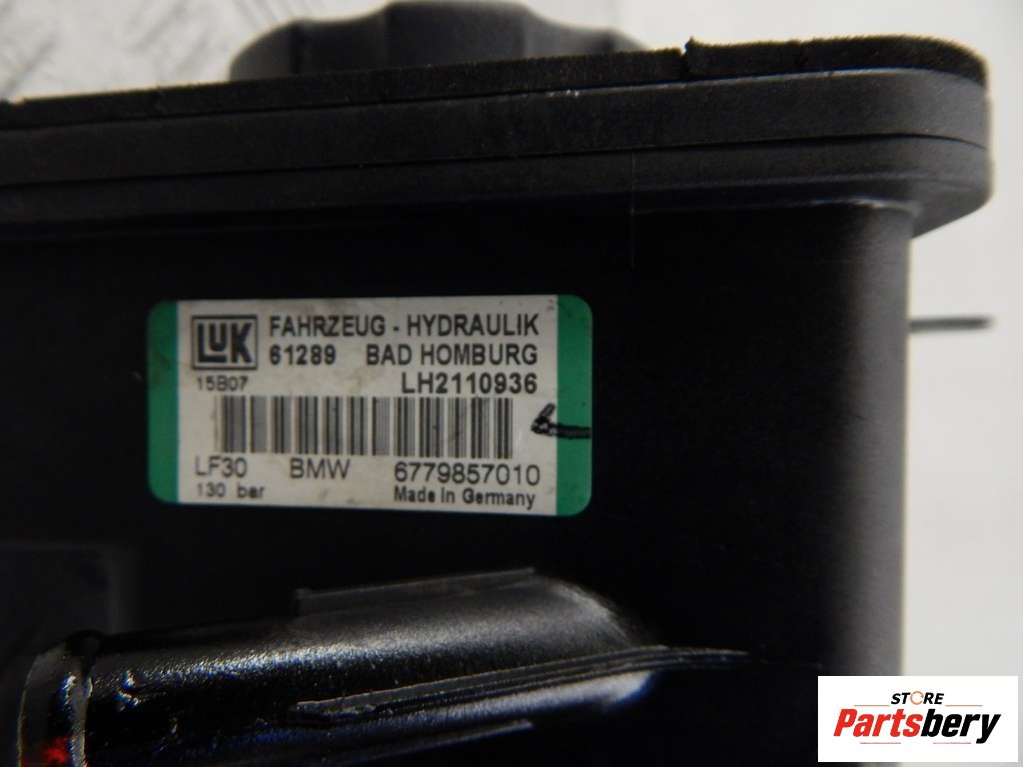 LUK FAHRZEUG - HYDRAULIK
61289 BAD HOMBURG
15B07 LH2110936
LF30 BMW 6779857010
130 bar Made In Germany
STORE
Partsbery